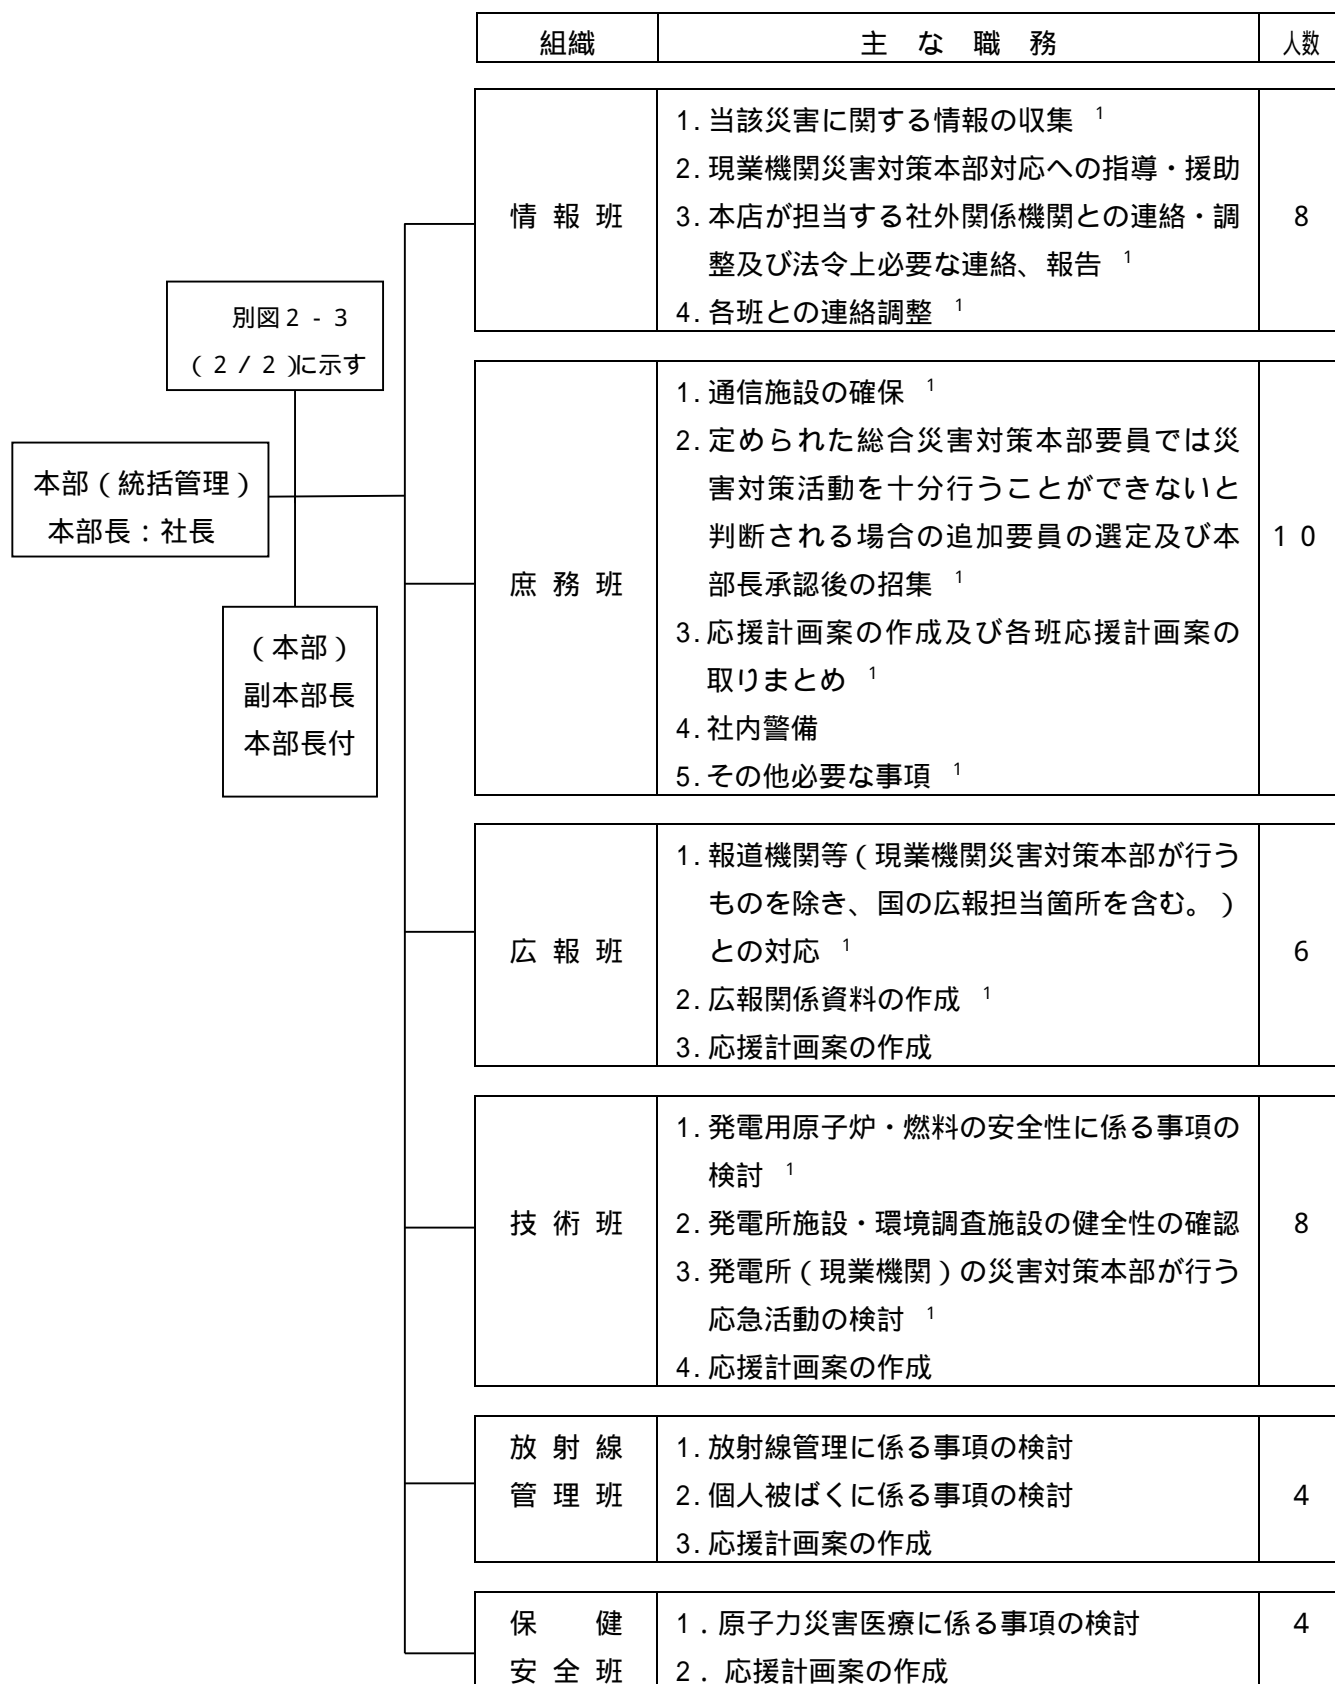 組織 主な職務 人数
別図2-3
(2/2)に示す
本部(統括管理)
本部長:社長
(本部)
副本部長
本部長付
情報班
1.当該災害に関する情報の収集 1
2.現業機関災害対策本部対応への指導・援助
3.本店が担当する社外関係機関との連絡・調
整及び法令上必要な連絡、報告 1
4.各班との連絡調整 1
8
庶務班
1.通信施設の確保 1
2.定められた総合災害対策本部要員では災
害対策活動を十分行うことができないと
判断される場合の追加要員の選定及び本
部長承認後の招集 1
3.応援計画案の作成及び各班応援計画案の
取りまとめ 1
4.社内警備
5.その他必要な事項 1
10
広報班
1.報道機関等(現業機関災害対策本部が行う
ものを除き、国の広報担当箇所を含む。)
との対応 1
2.広報関係資料の作成 1
3.応援計画案の作成
6
技術班
1.発電用原子炉・燃料の安全性に係る事項の
検討 1
2.発電所施設・環境調査施設の健全性の確認
3.発電所(現業機関)の災害対策本部が行う
応急活動の検討 1
4.応援計画案の作成
8
放射線
管理班
1.放射線管理に係る事項の検討
2.個人被ばくに係る事項の検討
3.応援計画案の作成
4
保健
安全班
1.原子力災害医療に係る事項の検討
2.応援計画案の作成
4